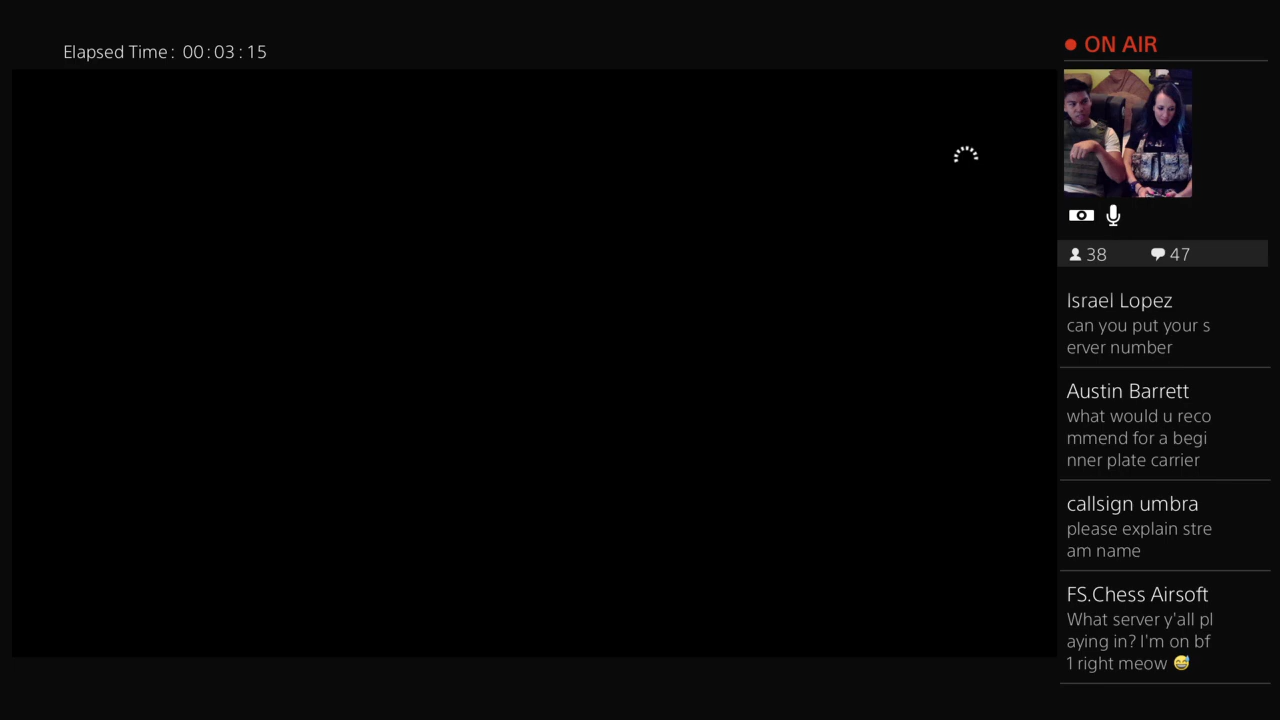 Elapsed Time: 00:03:15
ON AIR
38 47
Israel Lopez
can you put your s
erver number
Austin Barrett
what would u reco
mmend for a begi
nner plate carrier
callsign umbra
please explain stre
am name
FS.Chess Airsoft
What server y'all pl
aying in? I'm on bf
1 right meow 😅